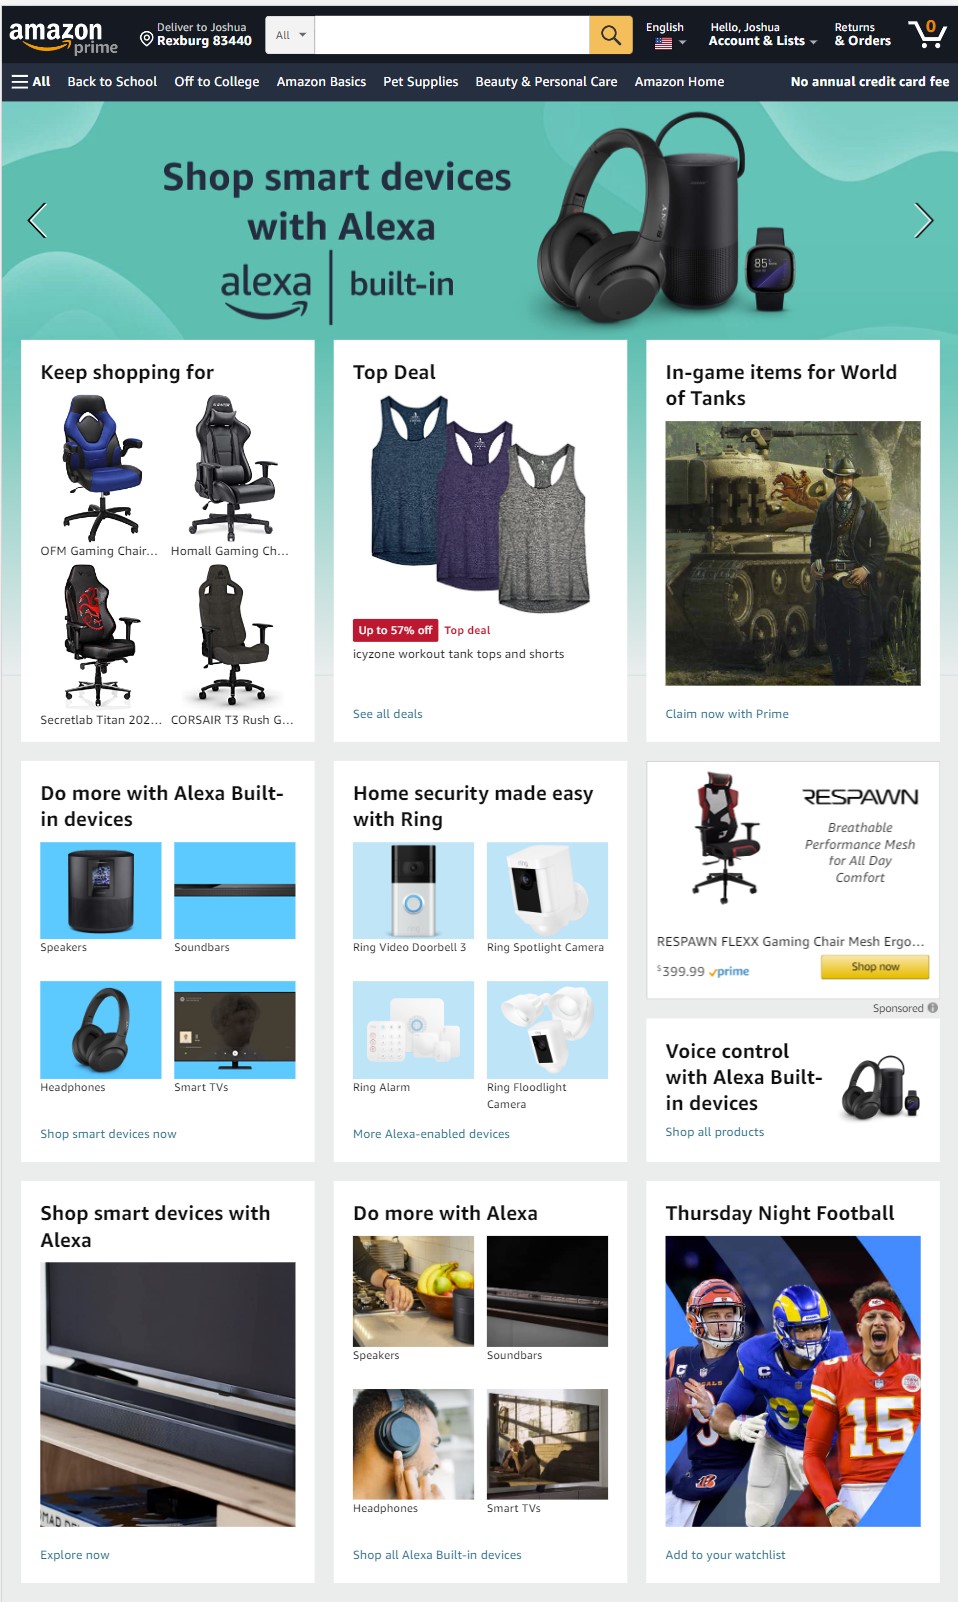 amazon
prime
Deliver to Joshua
Rexburg 83440
All
English
Hello, Joshua
Account & Lists
Returns
& Orders
0
All
Back to School
Off to College
Amazon Basics
Pet Supplies
Beauty & Personal Care
Amazon Home
No annual credit card fee
Shop smart devices
with Alexa
alexa
built-in
SONY
85
Keep shopping for
OFM Gaming Chair...
Homall Gaming Ch...
Secretlab Titan 202...
CORSAIR T3 Rush G...
Top Deal
Up to 57% off
Top deal
icyzone workout tank tops and shorts
See all deals
In-game items for World
of Tanks
Claim now with Prime
Do more with Alexa Built-
in devices
Speakers
Soundbars
Headphones
Smart TVs
Shop smart devices now
Home security made easy
with Ring
Ring Video Doorbell 3
Ring Spotlight Camera
Ring Alarm
Ring Floodlight
Camera
More Alexa-enabled devices
RESPAWN
Breathable
Performance Mesh
for All Day
Comfort
RESPAWN FLEXX Gaming Chair Mesh Ergo...
$399.99 prime
Shop now
Sponsored
Voice control
with Alexa Built-
in devices
Shop all products
Shop smart devices with
Alexa
Explore now
Do more with Alexa
Speakers
Soundbars
Headphones
Smart TVs
Shop all Alexa Built-in devices
Thursday Night Football
C
BENGALS
C
15
Add to your watchlist